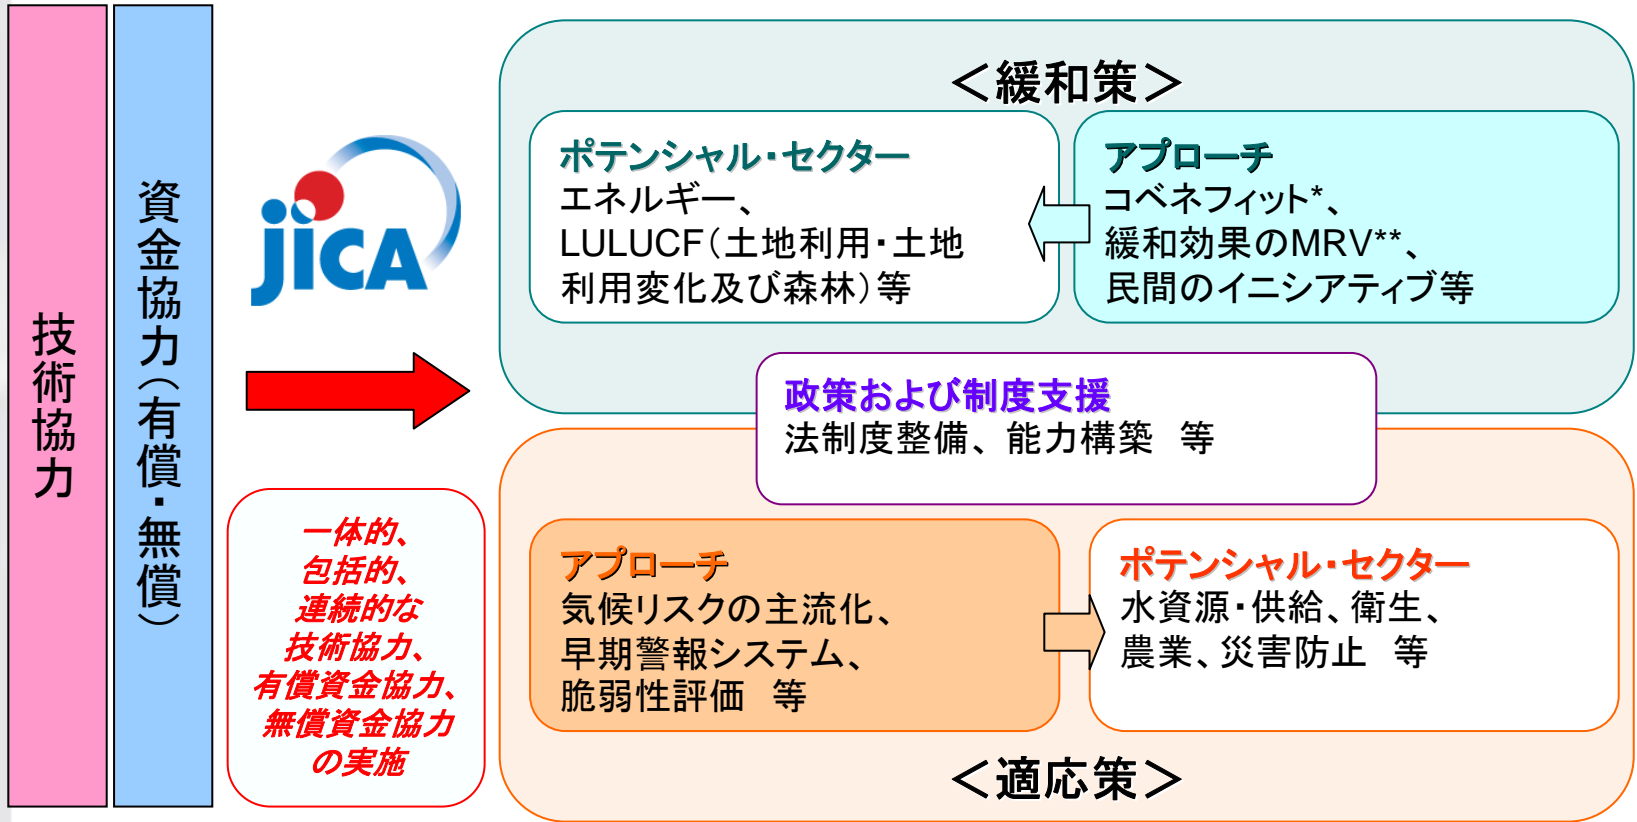 技術協力
資金協力（有償・無償）
JICA
一体的、
包括的、
連続的な
技術協力、
有償資金協力、
無償資金協力
の実施
＜緩和策＞
ポテンシャル・セクター
エネルギー、
LULUCF（土地利用・土地
利用変化及び森林）等
アプローチ
コベネフィット*、
緩和効果のMRV**、
民間のイニシアティブ等
政策および制度支援
法制度整備、能力構築　等
アプローチ
気候リスクの主流化、
早期警報システム、
脆弱性評価　等
ポテンシャル・セクター
水資源・供給、衛生、
農業、災害防止　等
＜適応策＞